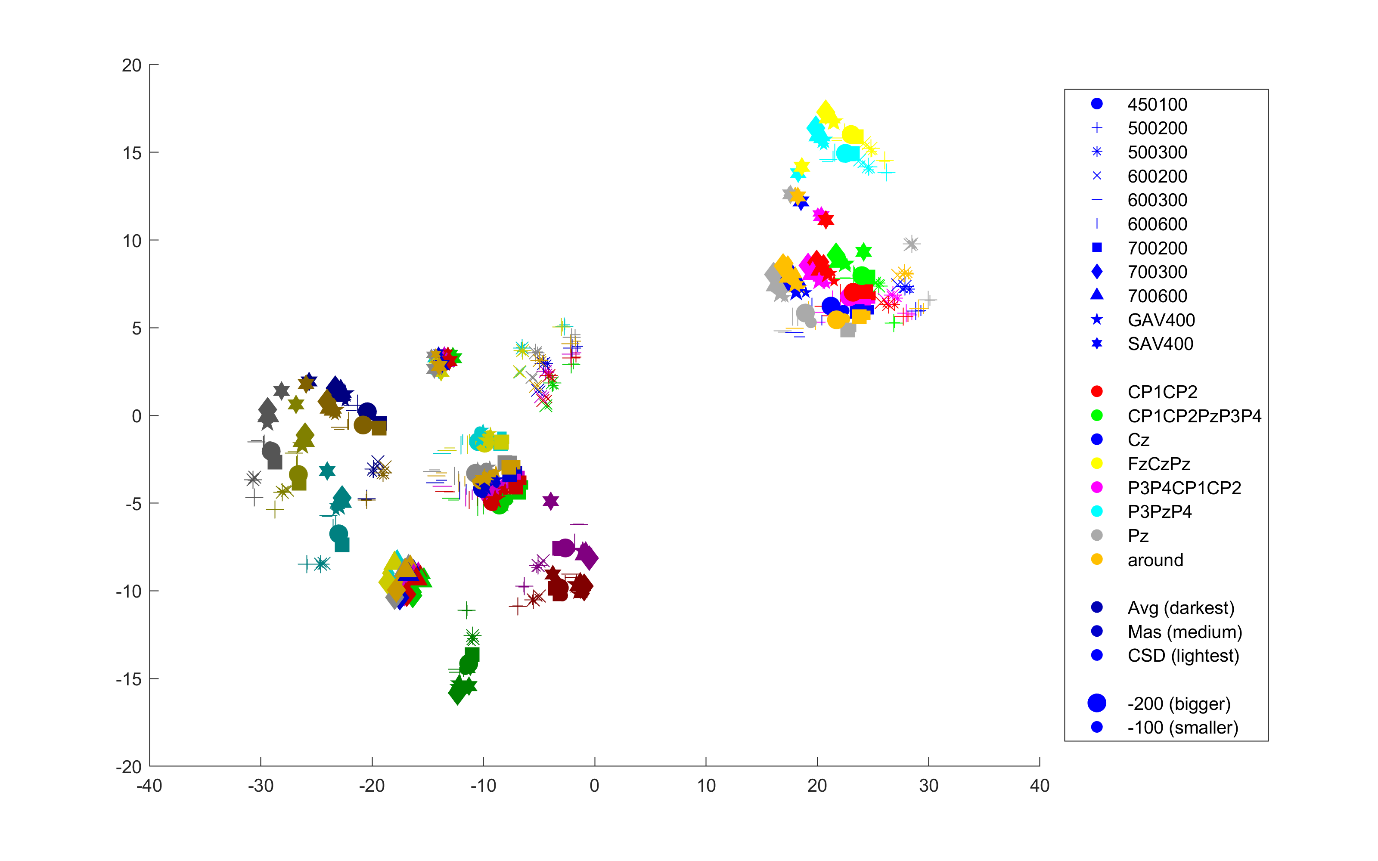 20
15
10
5
0
-5
-10
-15
-20
-40
-30
-20
-10
0
10
20
30
40
450100
500200
500300
600200
600300
600600
700200
700300
700600
GAV400
SAV400
CP1CP2
CP1CP2PzP3P4
Cz
FzCzPz
P3P4CP1CP2
P3PzP4
Pz
around
Avg (darkest)
Mas (medium)
CSD (lightest)
-200 (bigger)
-100 (smaller)